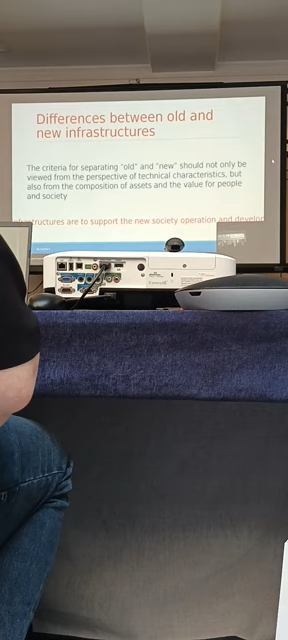 Differences between old and
new infrastructures
The criteria for separating "old" and "new" should not only be
viewed from the perspective of technical characteristics, but
also from the composition of assets and the value for people
and society
structures are to support the new society operation and develop